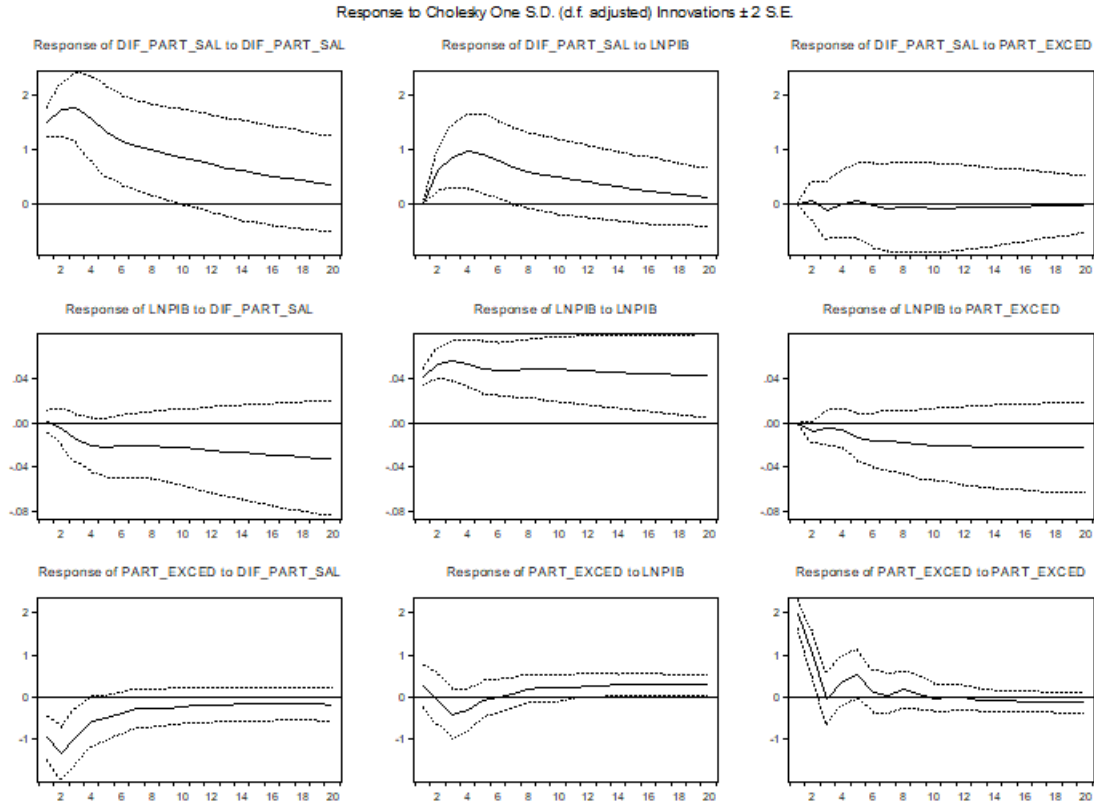 Response to Cholesky One S.D. (d.f. adjusted) Innovations ± 2 S.E.
Response of DIF_PART_SAL to DIF_PART_SAL
Response of DIF_PART_SAL to LNPIB
Response of DIF_PART_SAL to PART_EXCED
2
1
0
2 4 6 8 10 12 14 16 18 20
2
1
0
2 4 6 8 10 12 14 16 18 20
2
1
0
2 4 6 8 10 12 14 16 18 20
Response of LNPIB to DIF_PART_SAL
Response of LNPIB to LNPIB
Response of LNPIB to PART_EXCED
.04
.00
-.04
-.08
2 4 6 8 10 12 14 16 18 20
.04
.00
-.04
-.08
2 4 6 8 10 12 14 16 18 20
.04
.00
-.04
-.08
2 4 6 8 10 12 14 16 18 20
Response of PART_EXCED to DIF_PART_SAL
Response of PART_EXCED to LNPIB
Response of PART_EXCED to PART_EXCED
2
1
0
-1
2 4 6 8 10 12 14 16 18 20
2
1
0
-1
2 4 6 8 10 12 14 16 18 20
2
1
0
-1
2 4 6 8 10 12 14 16 18 20